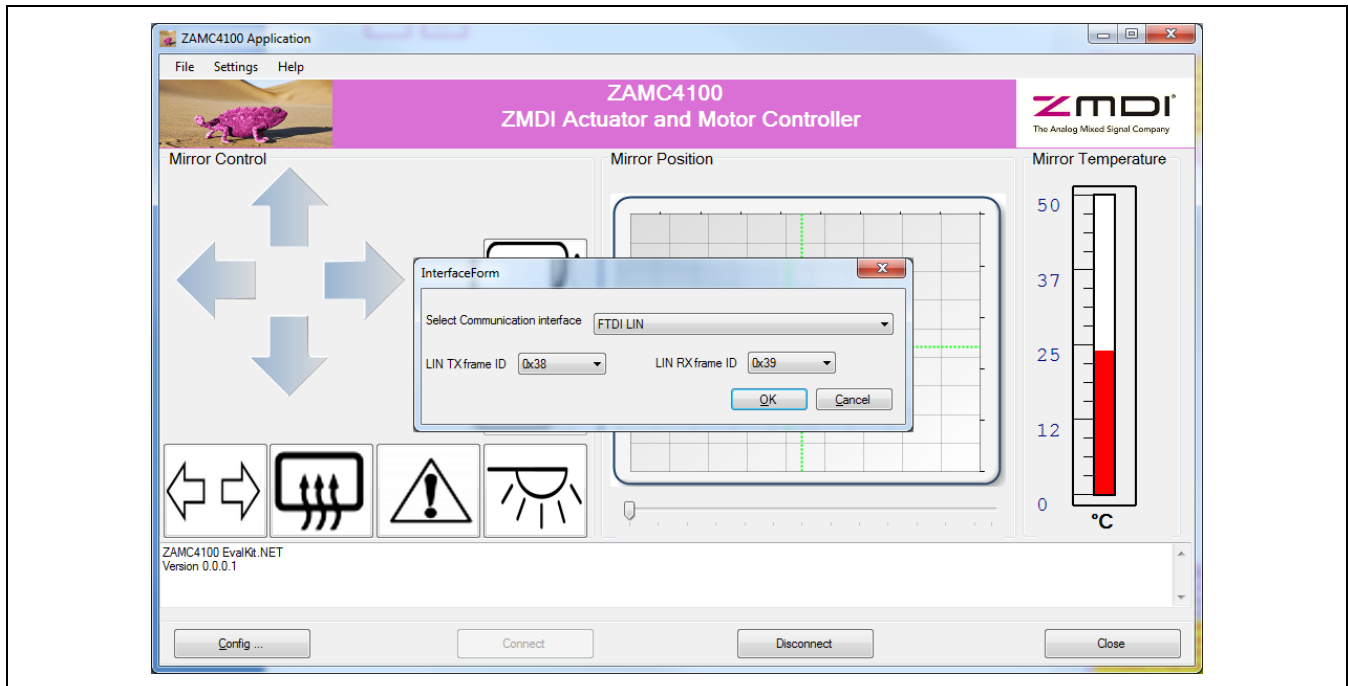 ZAMC4100 Application
File Settings Help
ZAMC4100
ZMDI Actuator and Motor Controller
ZMDI
The Analog Mixed Signal Company
Mirror Control
Mirror Position
Mirror Temperature
InterfaceForm
Select Communication interface FTDI LIN
LIN TX frame ID 0x38 LIN RX frame ID 0x39
OK Cancel
50
37
25
12
0
°C
ZAMC4100 EvalKit.NET
Version 0.0.0.1
Config ... Connect Disconnect Close